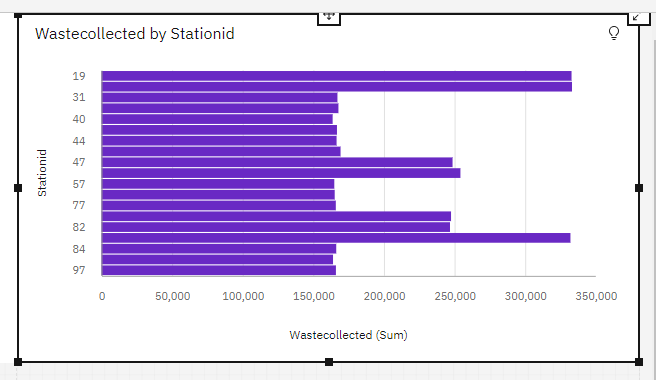 Wastecollected by Stationid
19
31
40
44
47
57
77
82
84
97
Stationid
0 50,000 100,000 150,000 200,000 250,000 300,000 350,000
Wastecollected (Sum)